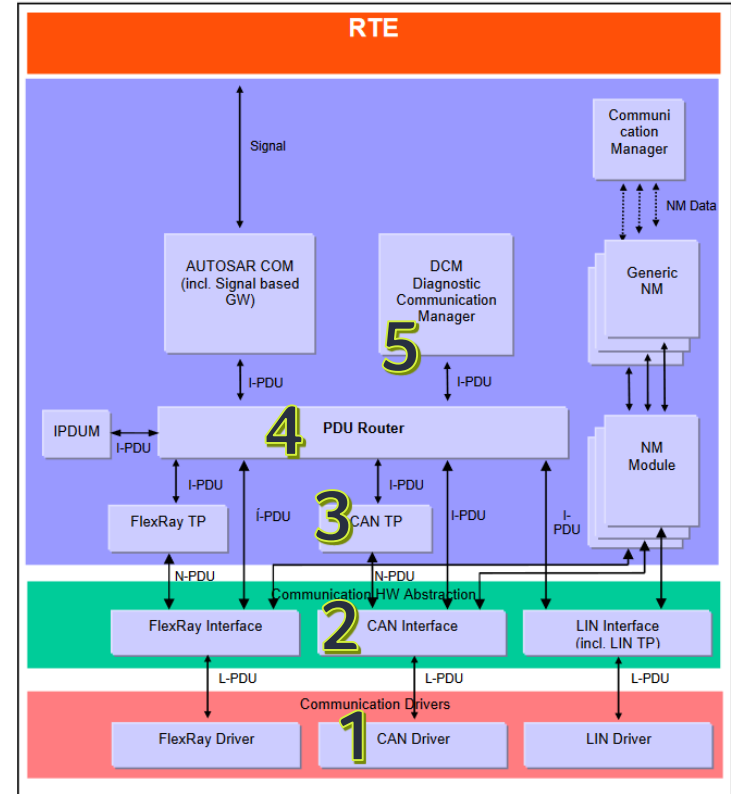 RTE
Signal
Communi
cation
Manager
NM Data
AUTOSAR COM
(incl. Signal based
GW)
DCM
Diagnostic
Communication
Manager
5
Generic
NM
I-PDU
I-PDU
IPDUM
I-PDU
4
PDU Router
NM
Module
I-PDU
Í-PDU
I-PDU
I-PDU
I-
PDU
FlexRay TP
3
CAN TP
N-PDU
N-PDU
Communication HW Abstraction
FlexRay Interface
2
CAN Interface
LIN Interface
(incl. LIN TP)
L-PDU
L-PDU
L-PDU
Communication Drivers
FlexRay Driver
1
CAN Driver
LIN Driver